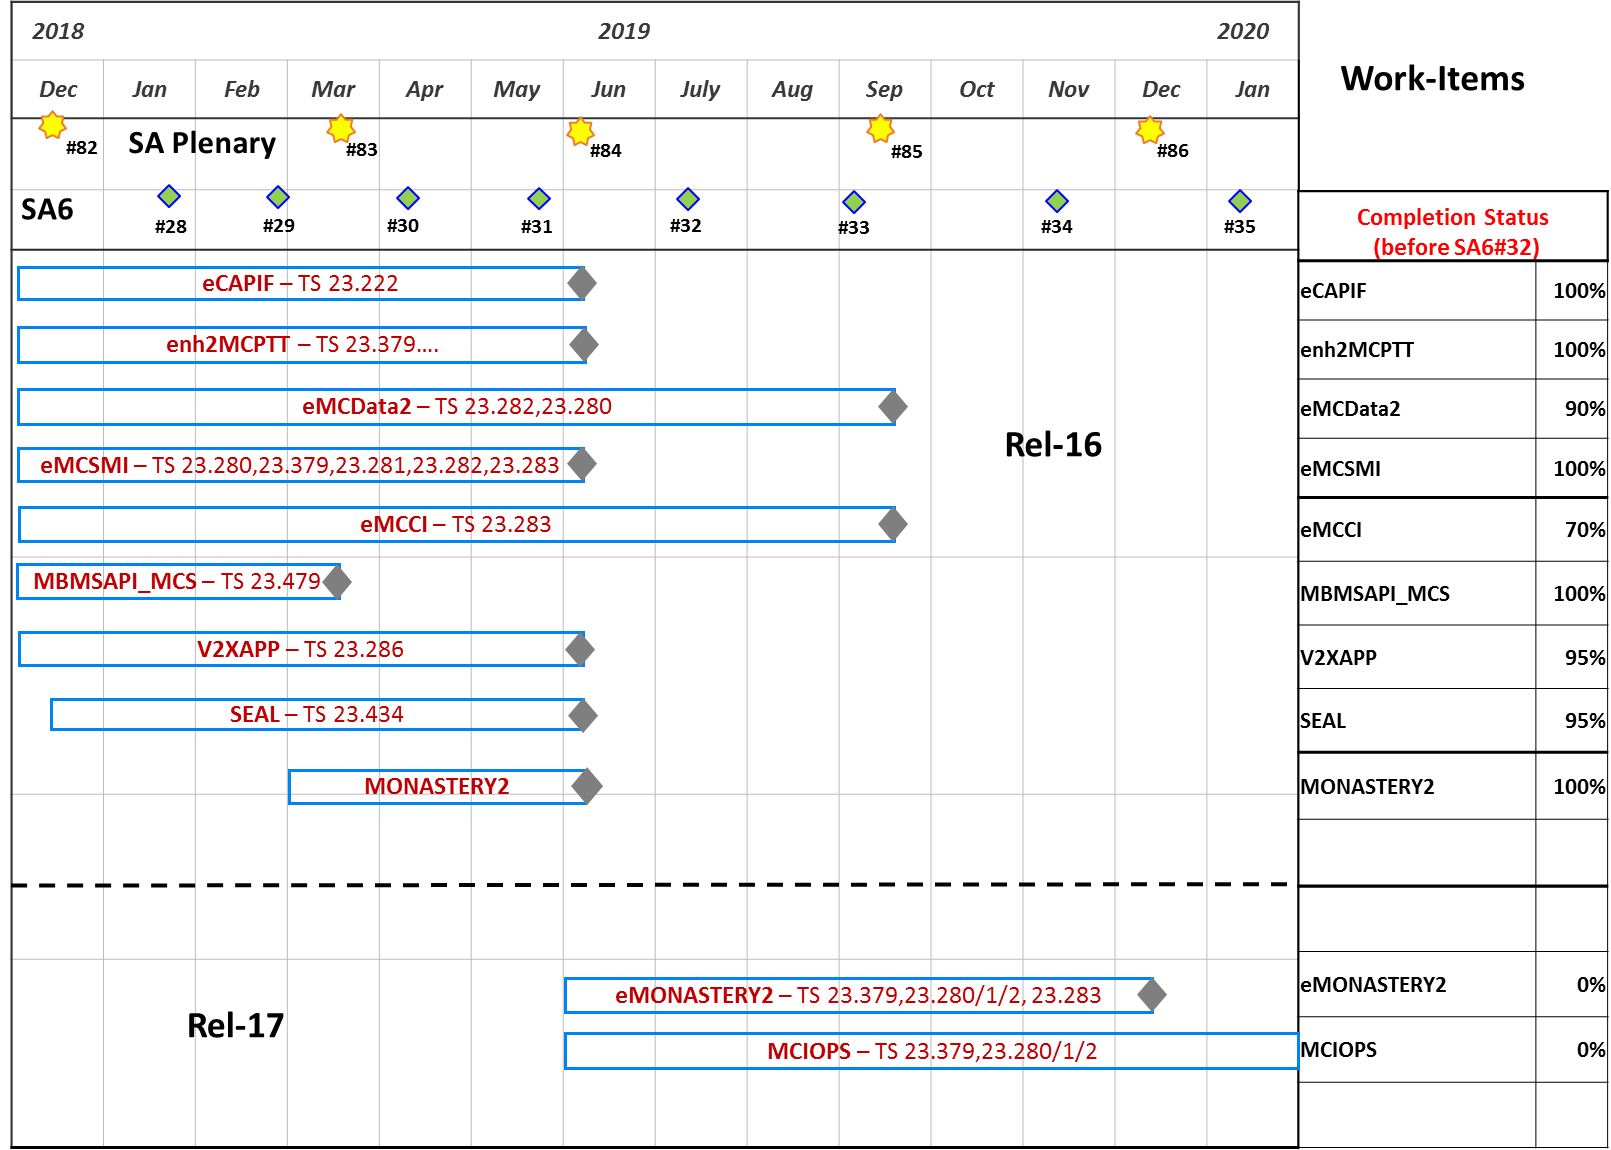 2018 2019 2020
Work-Items
Dec Jan Feb Mar Apr May Jun July Aug Sep Oct Nov Dec Jan
SA Plenary
#82 #83 #84 #85 #86
SA6
#28 #29 #30 #31 #32 #33 #34 #35
Completion Status
(before SA6#32)
eCAPIF – TS 23.222
eCAPIF 100%
enh2MCPTT – TS 23.379....
enh2MCPTT 100%
eMCData2 – TS 23.282,23.280
eMCData2 90%
Rel-16
eMCSMI – TS 23.280,23.379,23.281,23.282,23.283
eMCSMI 100%
eMCCI – TS 23.283
eMCCI 70%
MBMSAPI_MCS – TS 23.479
MBMSAPI_MCS 100%
V2XAPP – TS 23.286
V2XAPP 95%
SEAL – TS 23.434
SEAL 95%
MONASTERY2
MONASTERY2 100%
eMONASTERY2 – TS 23.379,23.280/1/2, 23.283
eMONASTERY2 0%
Rel-17
MCIOPS – TS 23.379,23.280/1/2
MCIOPS 0%